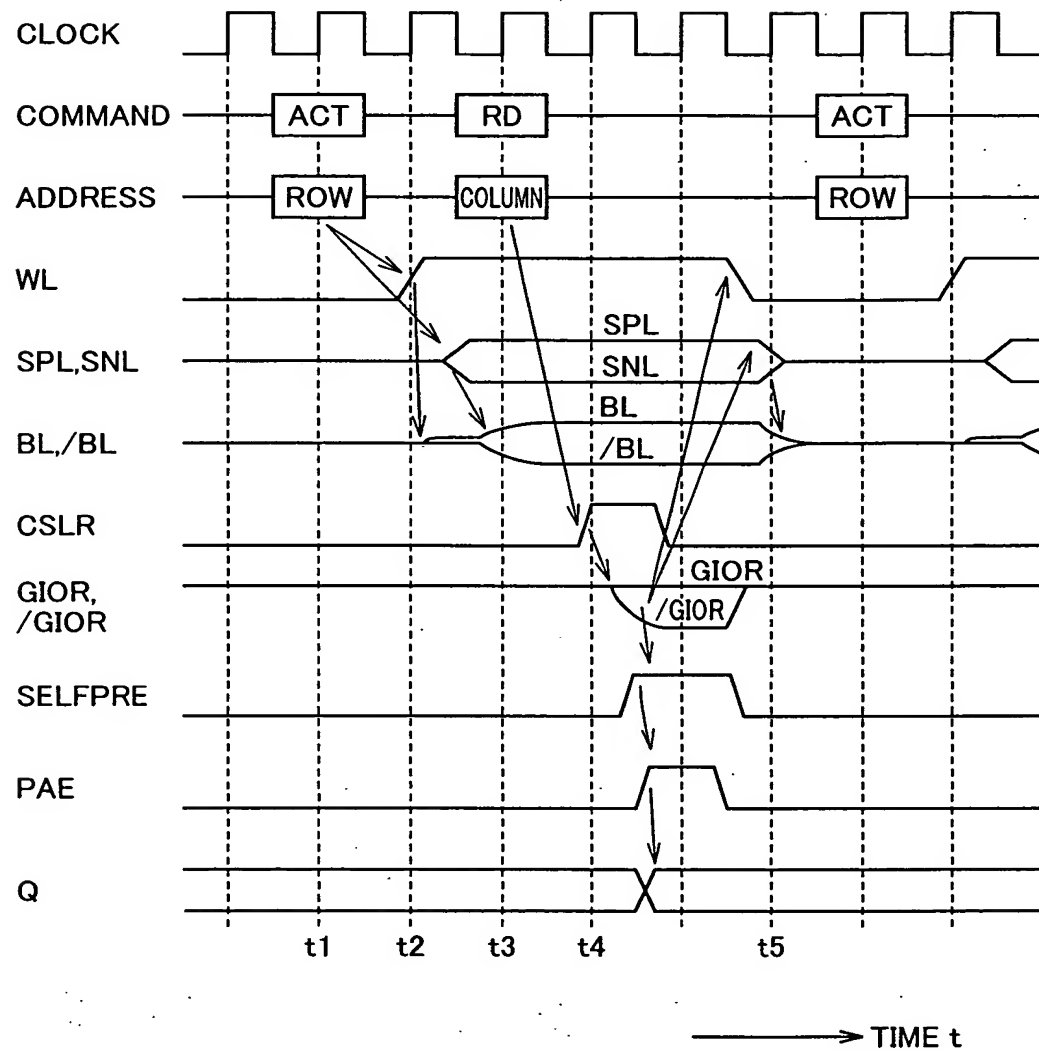 CLOCK
COMMAND ACT RD ACT
ADDRESS ROW COLUMN ROW
WL
SPL
SPL,SNL SNL
BL
BL,/BL /BL
CSLR
GIOR
GIOR, /GIOR
/GIOR
SELFPRE
PAE
Q
t1 t2 t3 t4 t5
TIME t